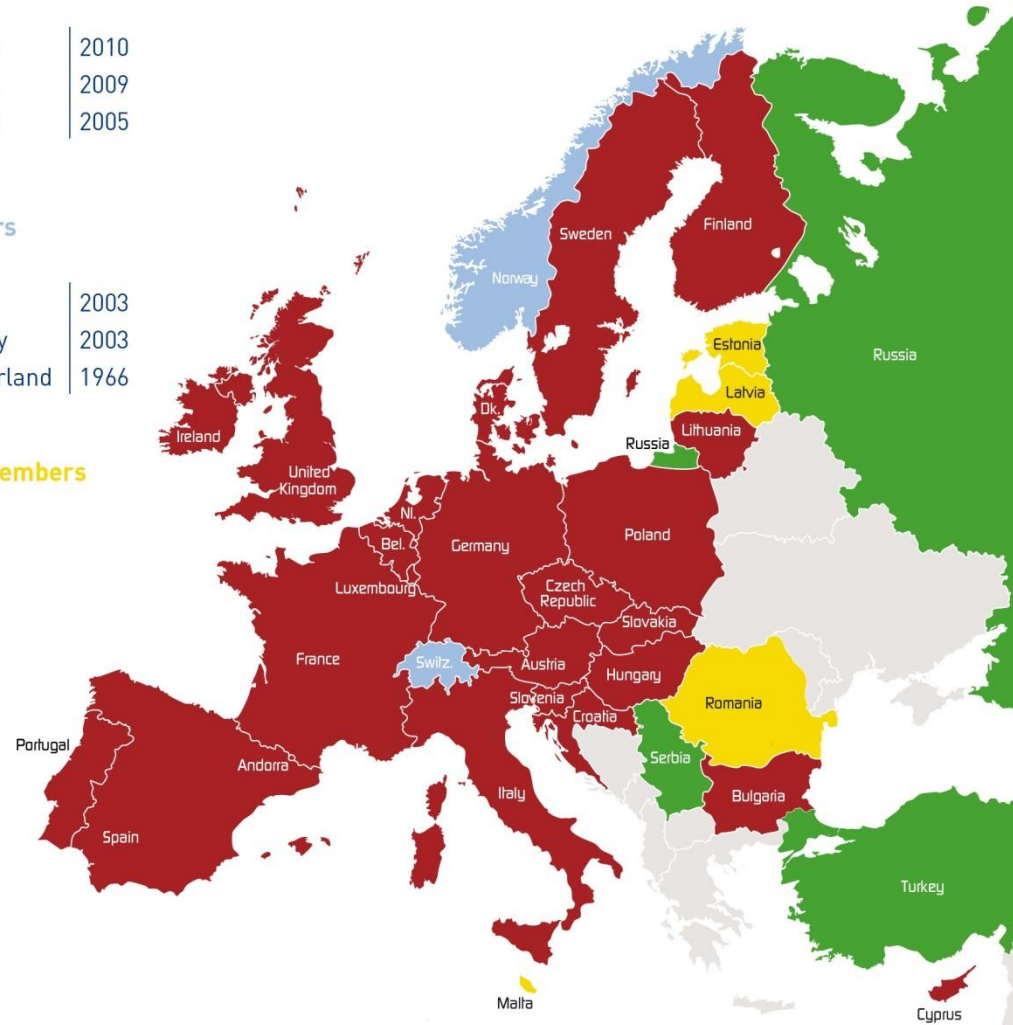 2010
2009
2005
rs
2003
y 2003
rland 1966
embers
Norway
Sweden
Finland
Russia
Estonia
Latvia
Lithuania
Russia
Dk.
Ireland
United
Kingdom
Nl.
Bel.
Luxembourg
Germany
Poland
Czech
Republic
Slovakia
France
Switz.
Austria
Hungary
Slovenia
Croatia
Romania
Serbia
Bulgaria
Portugal
Spain
Andorra
Italy
Turkey
Malta
Cyprus